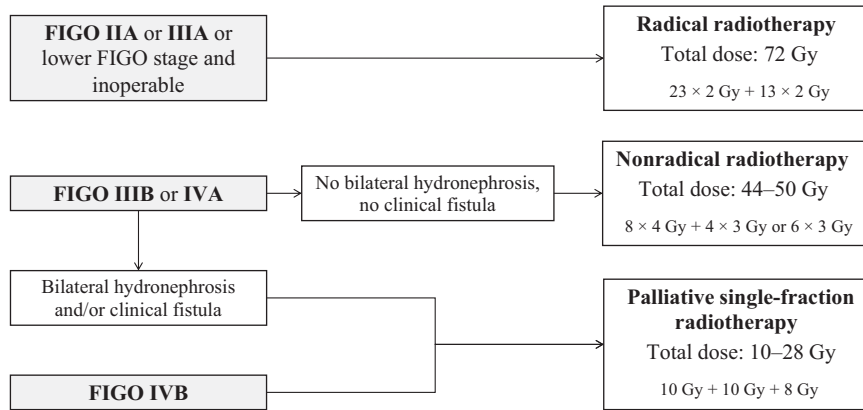 FIGO IIA or IIIA or
lower FIGO stage and
inoperable
Radical radiotherapy
Total dose: 72 Gy
23 × 2 Gy + 13 × 2 Gy
FIGO IIIB or IVA
No bilateral hydronephrosis,
no clinical fistula
Nonradical radiotherapy
Total dose: 44–50 Gy
8 × 4 Gy + 4 × 3 Gy or 6 × 3 Gy
Bilateral hydronephrosis
and/or clinical fistula
Palliative single-fraction
radiotherapy
Total dose: 10–28 Gy
10 Gy + 10 Gy + 8 Gy
FIGO IVB